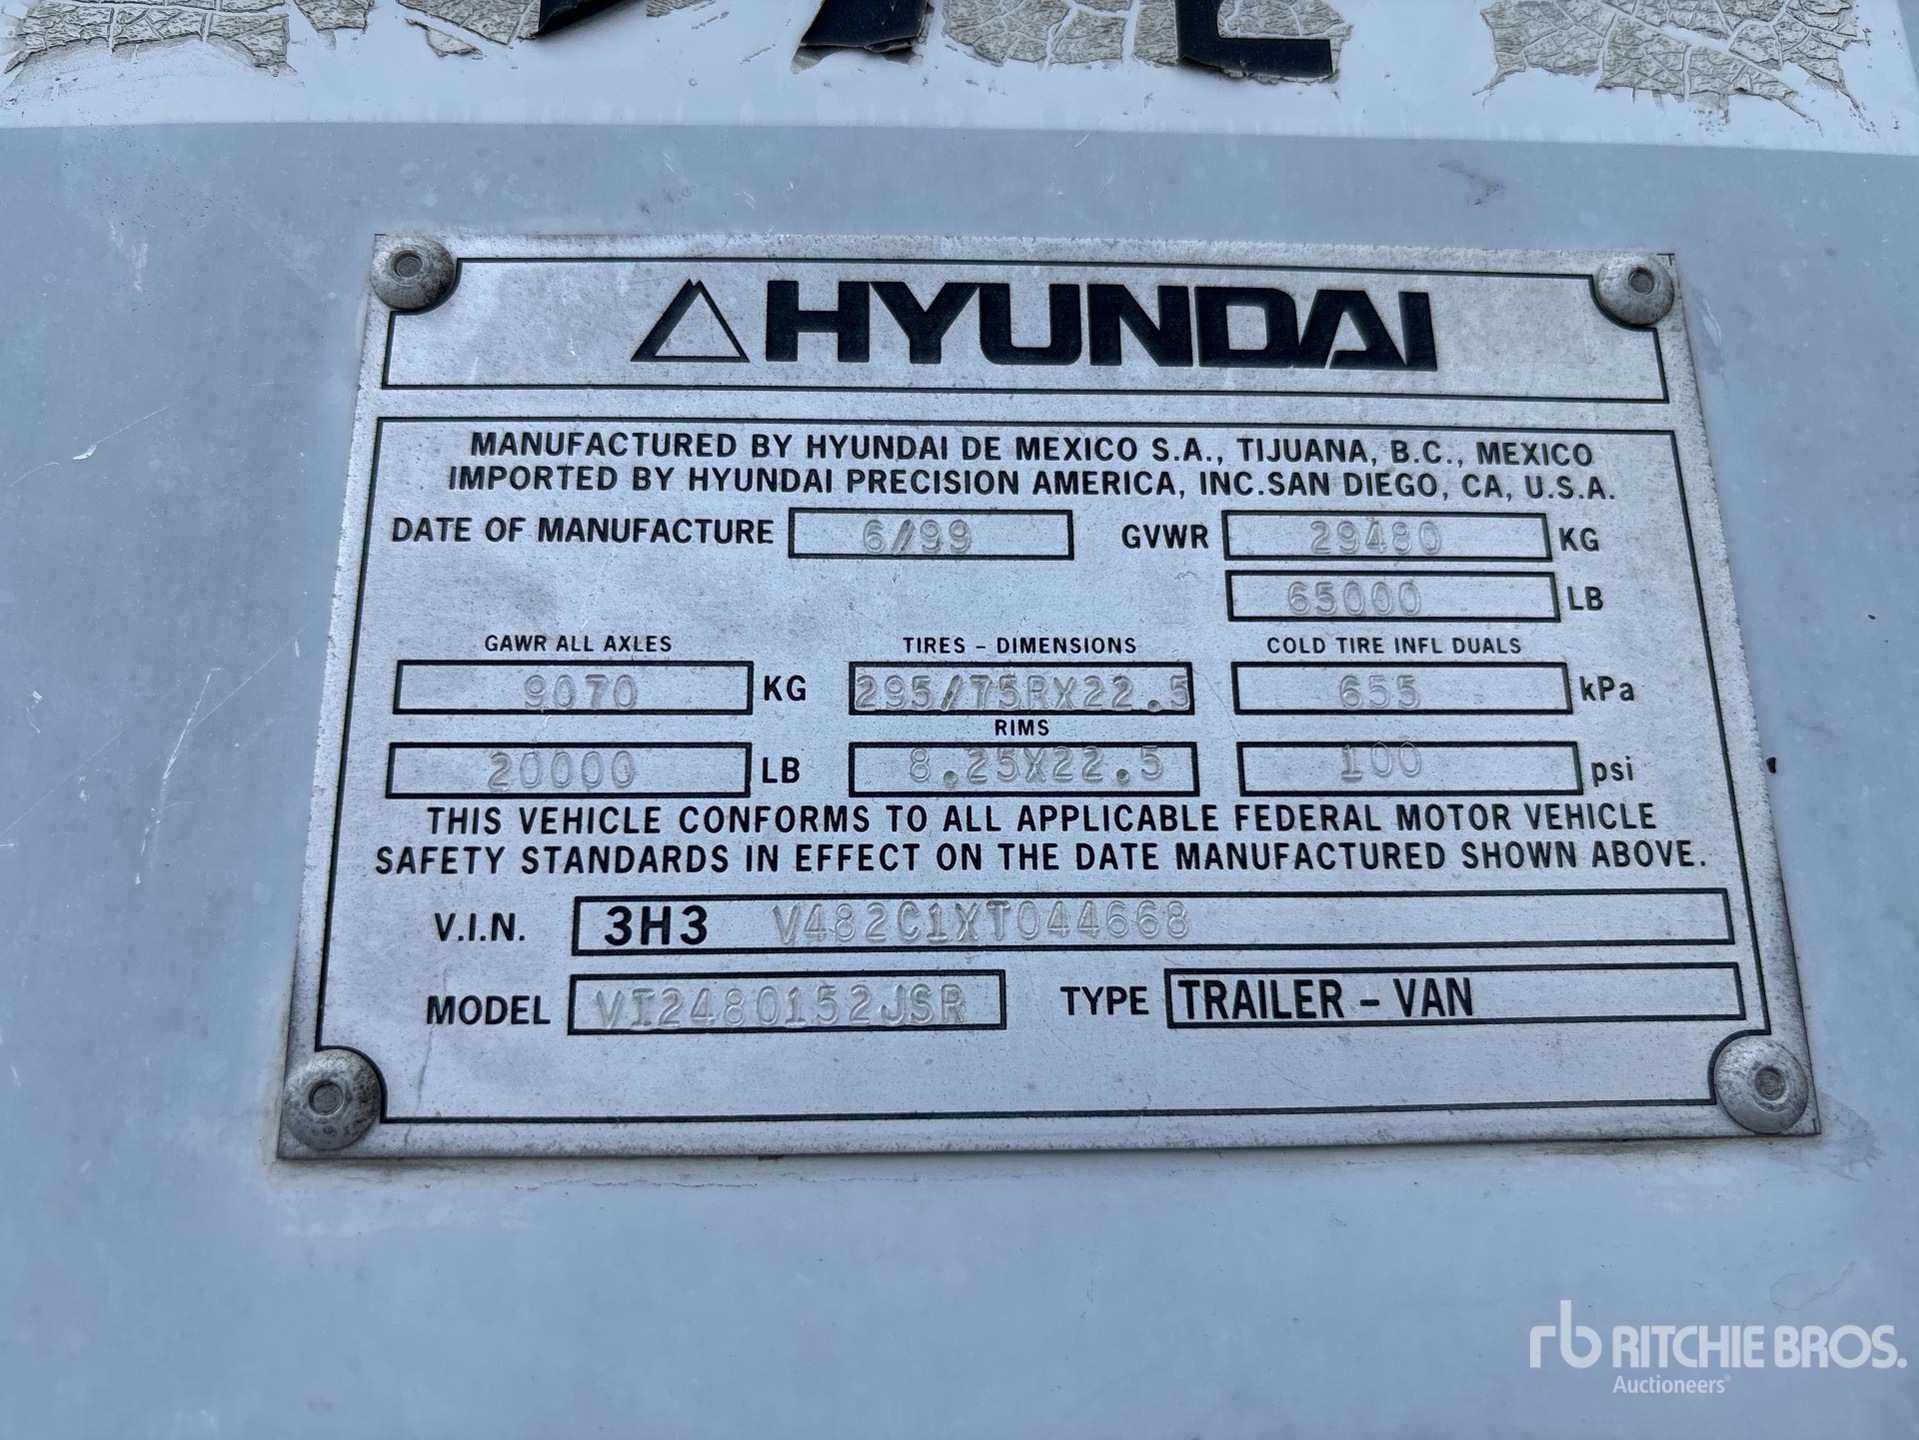 HYUNDAI
MANUFACTURED BY HYUNDAI DE MEXICO S.A., TIJUANA, B.C., MEXICO
IMPORTED BY HYUNDAI PRECISION AMERICA, INC.SAN DIEGO, CA, U.S.A.
DATE OF MANUFACTURE 6/99 GVWR 29480 KG
65000 LB
GAWR ALL AXLES TIRES - DIMENSIONS COLD TIRE INFL DUALS
9070 KG 295/75RX22.5 655 kPa
RIMS
20000 LB 8.25X22.5 100 psi
THIS VEHICLE CONFORMS TO ALL APPLICABLE FEDERAL MOTOR VEHICLE
SAFETY STANDARDS IN EFFECT ON THE DATE MANUFACTURED SHOWN ABOVE.
V.I.N. 3H3 V482C1XT044668
MODEL VI2480152JSR TYPE TRAILER - VAN
rb RITCHIE BROS.
Auctioneers